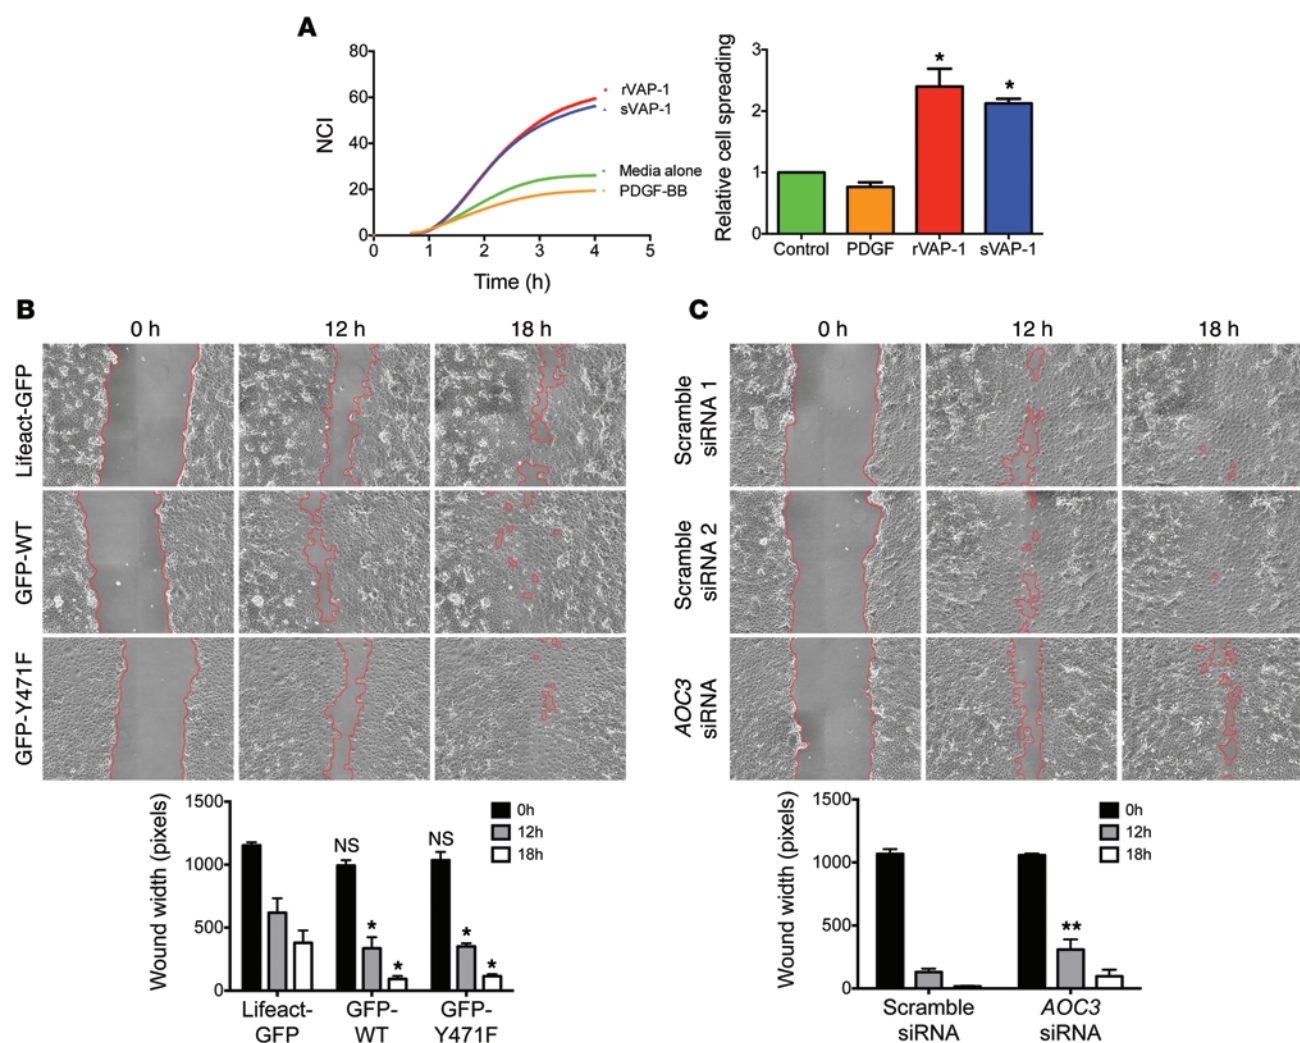 A
80
60
40
20
0
NCI
0 1 2 3 4 5
Time (h)
rVAP-1
sVAP-1
Media alone
PDGF-BB
3
2
1
0
Relative cell spreading
* *
Control PDGF rVAP-1 sVAP-1
B
0 h 12 h 18 h
Lifeact-GFP
GFP-WT
GFP-Y471F
1500
1000
500
0
Wound width (pixels)
NS NS
* * * *
0h
12h
18h
Lifeact-
GFP
GFP-
WT
GFP-
Y471F
C
0 h 12 h 18 h
Scramble
siRNA 1
Scramble
siRNA 2
AOC3
siRNA
1500
1000
500
0
Wound width (pixels)
**
0h
12h
18h
Scramble
siRNA
AOC3
siRNA